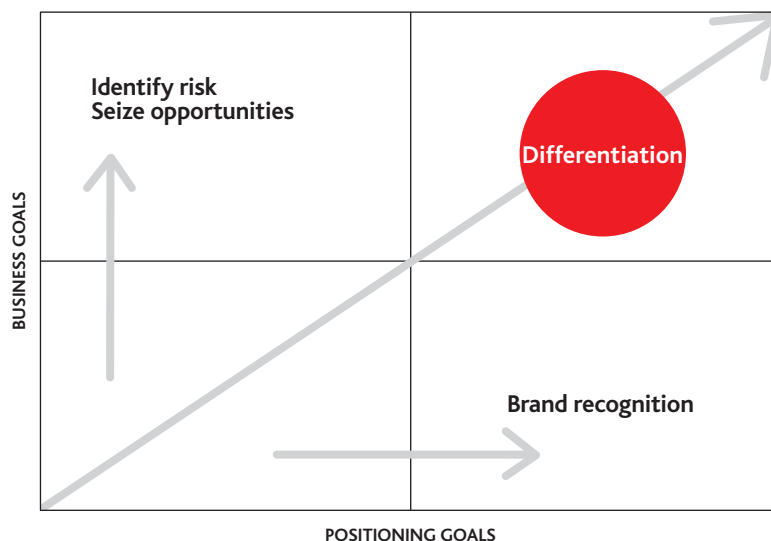 Identify risk
Seize opportunities
Differentiation
BUSINESS GOALS
Brand recognition
POSITIONING GOALS